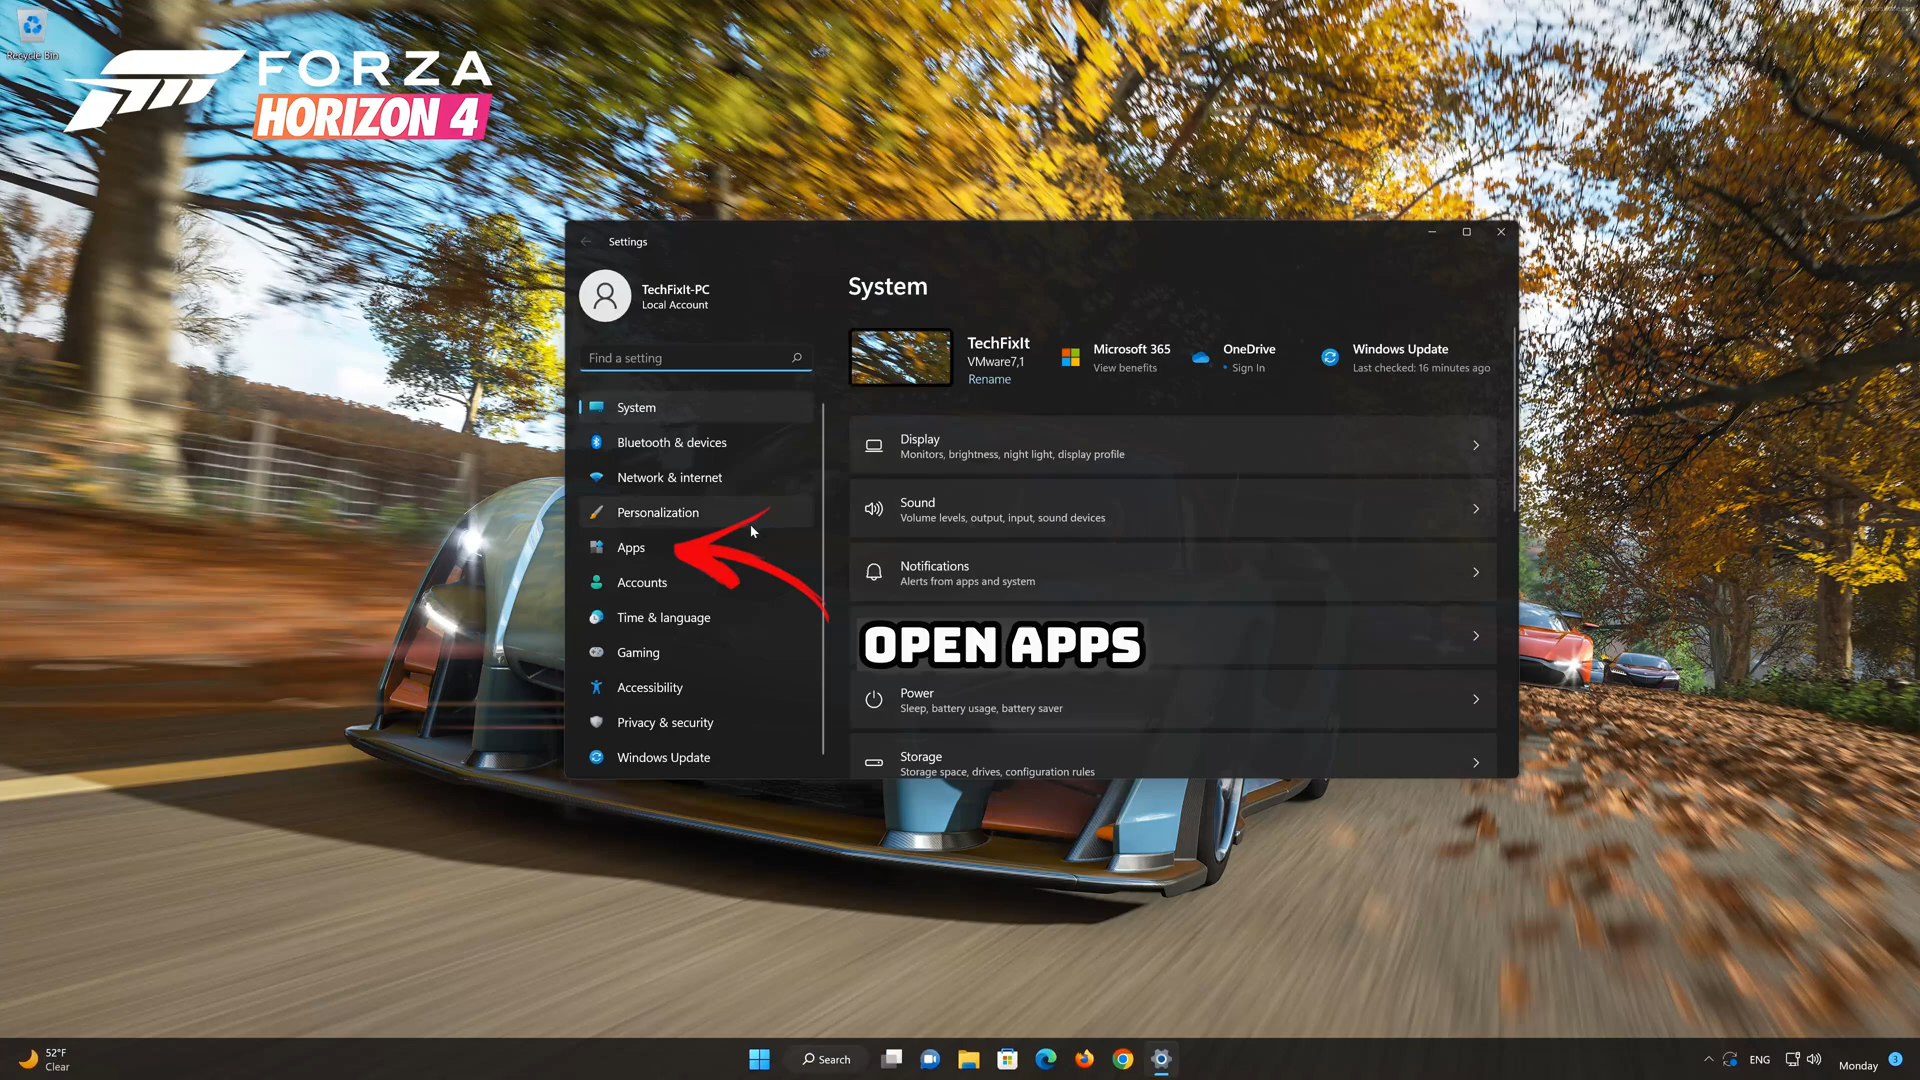 Recycle Bin
FORZA
HORIZON 4
Settings
TechFixIt-PC
Local Account
Find a setting
System
Bluetooth & devices
Network & internet
Personalization
Apps
Accounts
Time & language
Gaming
Accessibility
Privacy & security
Windows Update
System
TechFixIt
VMware7,1
Rename
Microsoft 365
View benefits
OneDrive
• Sign In
Windows Update
Last checked: 16 minutes ago
Display
Monitors, brightness, night light, display profile
Sound
Volume levels, output, input, sound devices
Notifications
Alerts from apps and system
OPEN APPS
Power
Sleep, battery usage, battery saver
Storage
Storage space, drives, configuration rules
52°F
Clear
Search
ENG
Monday
3